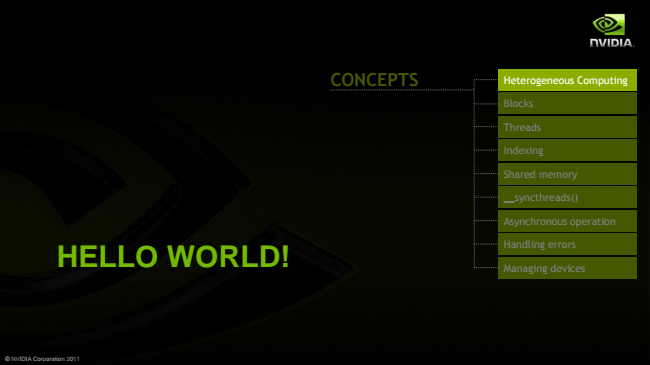 NVIDIA.
CONCEPTS
Heterogeneous Computing
Blocks
Threads
Indexing
Shared memory
__syncthreads()
Asynchronous operation
Handling errors
Managing devices
HELLO WORLD!
© NVIDIA Corporation 2011